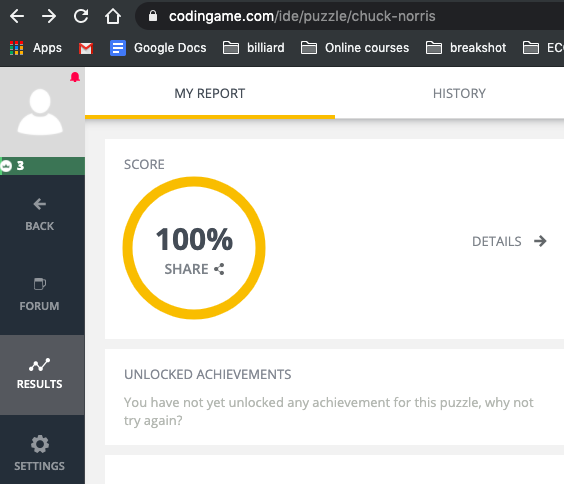 codingame.com/ide/puzzle/chuck-norris
Apps Google Docs billiard Online courses breakshot
MY REPORT HISTORY
3
SCORE
100%
SHARE
DETAILS
BACK
FORUM
RESULTS
SETTINGS
UNLOCKED ACHIEVEMENTS
You have not yet unlocked any achievement for this puzzle, why not
try again?